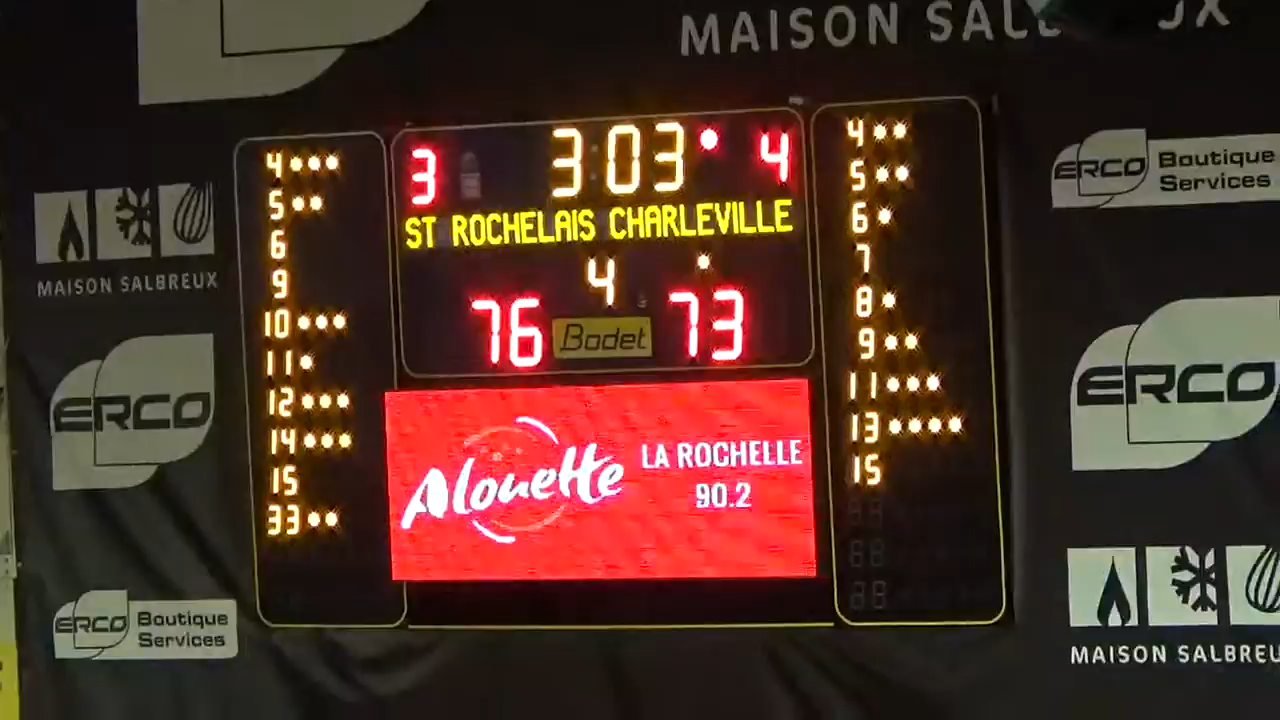 MAISON SAL
UX
4
5
6
9
10
11
12
14
15
33
3 3:03 4
ST ROCHELAIS CHARLEVILLE
4
76 Bodet 73
Alouette
LA ROCHELLE
90.2
4
5
6
7
8
9
11
13
15
MAISON SALBREUX
ERCO
ERCO Boutique
Services
ERCO Boutique
Services
ERCO
MAISON SALBREU